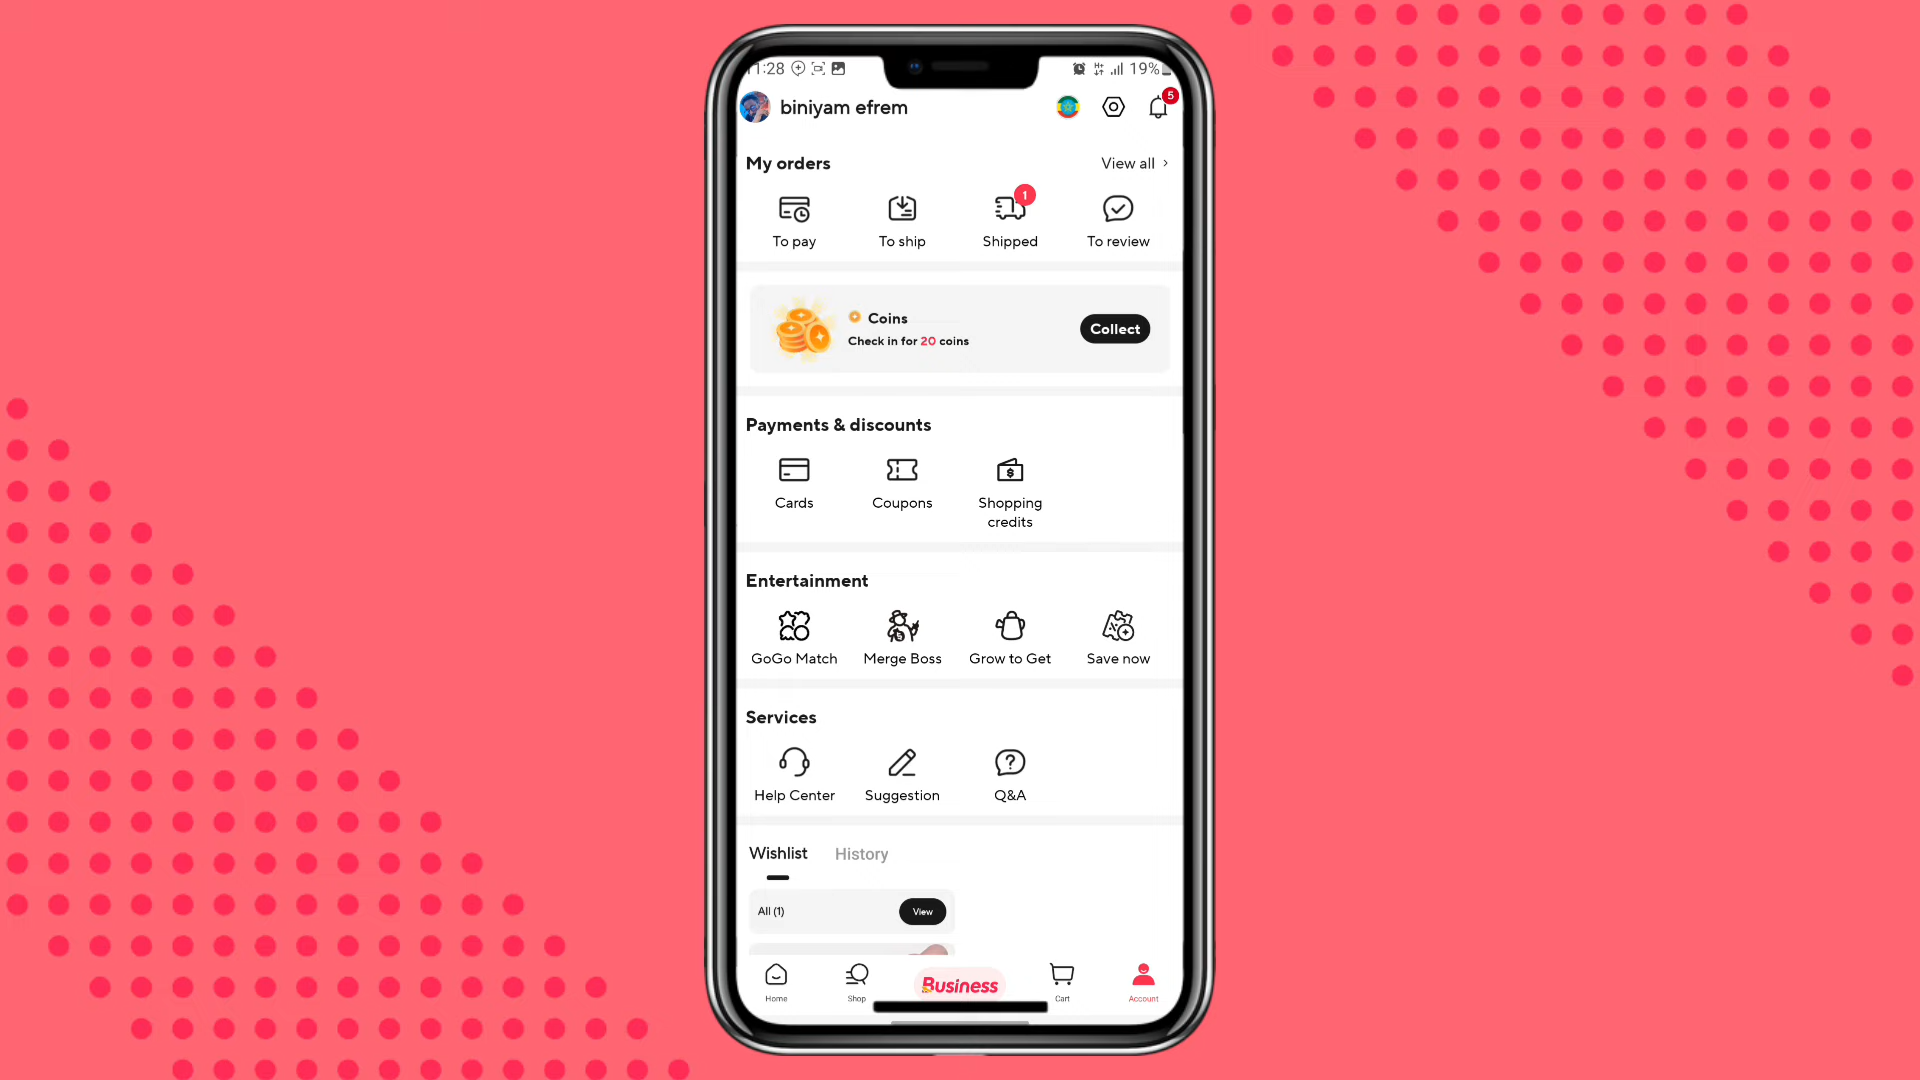 11:28 19%
biniyam efrem 5
My orders View all >
1
To pay To ship Shipped To review
Coins
Check in for 20 coins
Collect
Payments & discounts
Cards Coupons Shopping credits
Entertainment
GoGo Match Merge Boss Grow to Get Save now
Services
Help Center Suggestion Q&A
Wishlist History
All (1) View
Home Shop Business Cart Account